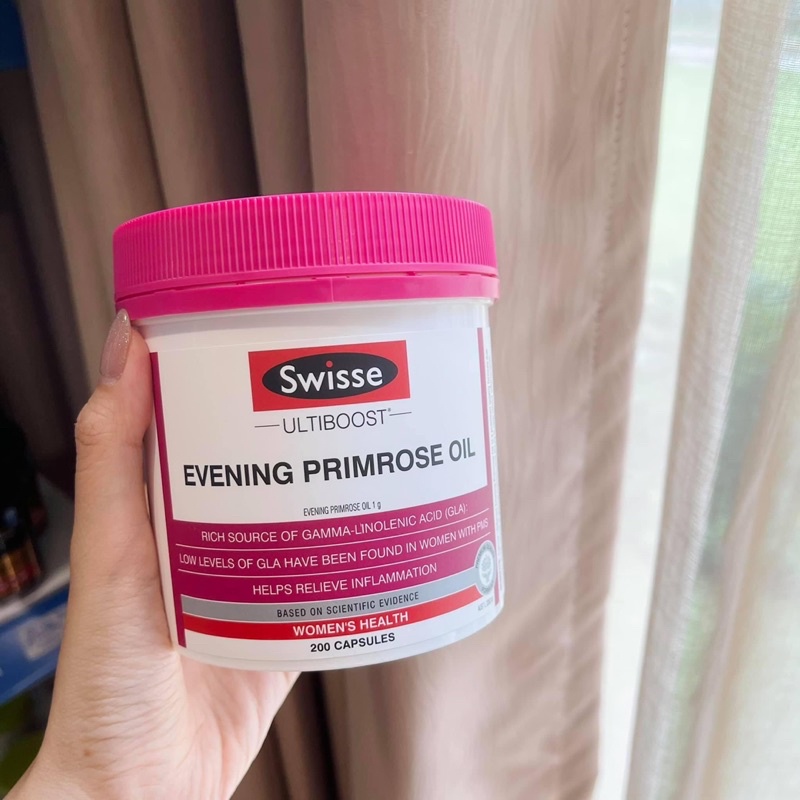 Swisse
ULTIBOOST
EVENING PRIMROSE OIL
EVENING PRIMROSE OIL 1 g
RICH SOURCE OF GAMMA-LINOLENIC ACID (GLA):
LOW LEVELS OF GLA HAVE BEEN FOUND IN WOMEN WITH PMS
HELPS RELIEVE INFLAMMATION
BASED ON SCIENTIFIC EVIDENCE
WOMEN'S HEALTH
200 CAPSULES